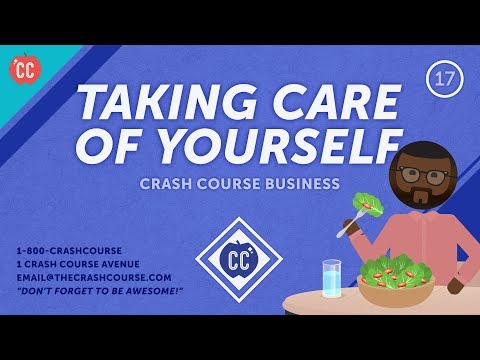 CC
17
TAKING CARE
OF YOURSELF
CRASH COURSE BUSINESS
1-800-CRASHCOURSE
1 CRASH COURSE AVENUE
EMAIL@THECRASHCOURSE.COM
"DON'T FORGET TO BE AWESOME!"
CC